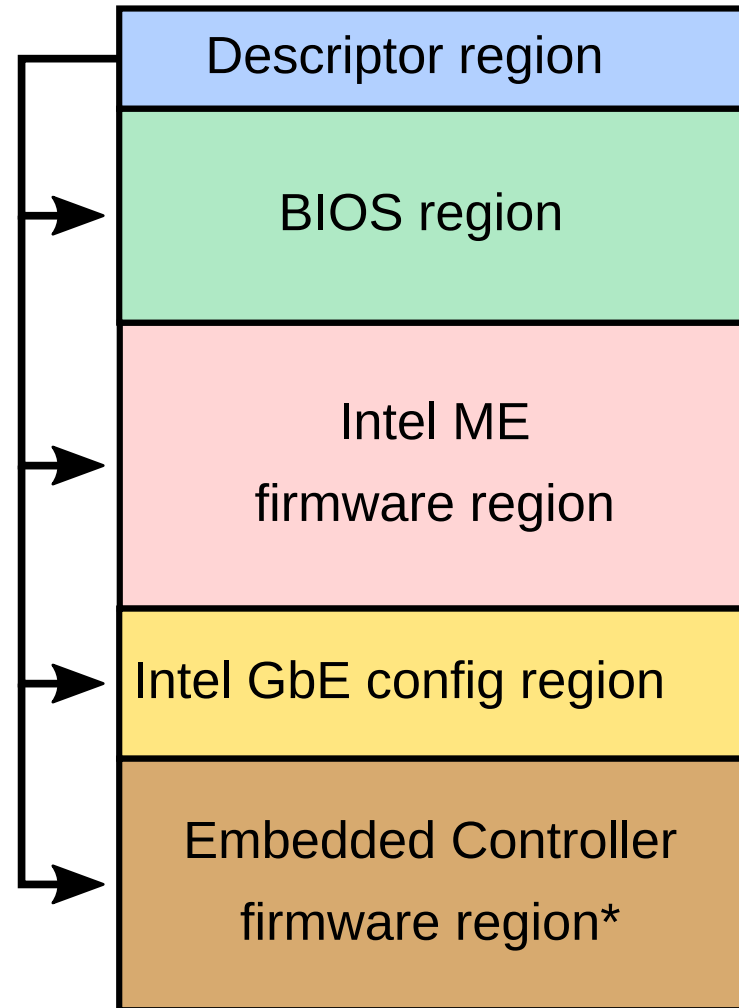 Descriptor region
BIOS region
Intel ME
firmware region
Intel GbE config region
Embedded Controller
firmware region*